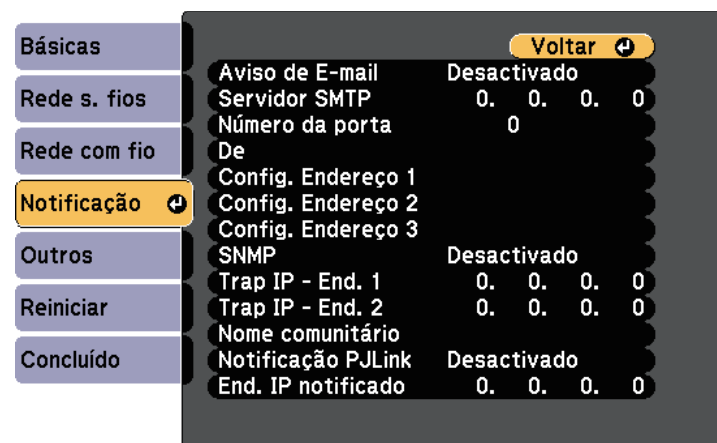 Básicas
Rede s. fios
Rede com fio
Notificação
Outros
Reiniciar
Concluído
Voltar
Aviso de E-mail Desactivado
Servidor SMTP 0. 0. 0. 0
Número da porta 0
De
Config. Endereço 1
Config. Endereço 2
Config. Endereço 3
SNMP Desactivado
Trap IP - End. 1 0. 0. 0. 0
Trap IP - End. 2 0. 0. 0. 0
Nome comunitário
Notificação PJLink Desactivado
End. IP notificado 0. 0. 0. 0